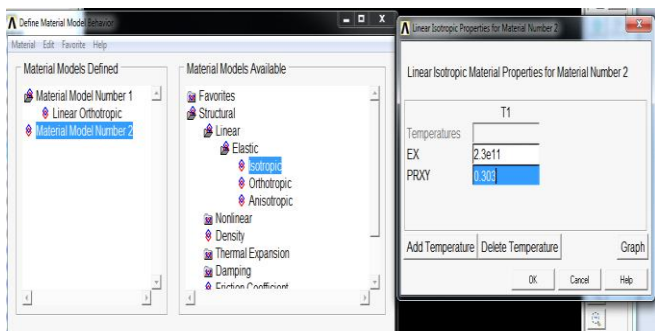 Define Material Model Behavior
Material Edit Favorite Help
Material Models Defined
Material Model Number 1
Linear Orthotropic
Material Model Number 2
Material Models Available
Favorites
Structural
Linear
Elastic
Isotropic
Orthotropic
Anisotropic
Nonlinear
Density
Thermal Expansion
Damping
Friction Coefficient
Linear Isotropic Properties for Material Number 2
Linear Isotropic Material Properties for Material Number 2
T1
Temperatures
EX 2.3e11
PRXY 0.303
Add Temperature Delete Temperature Graph
OK Cancel Help